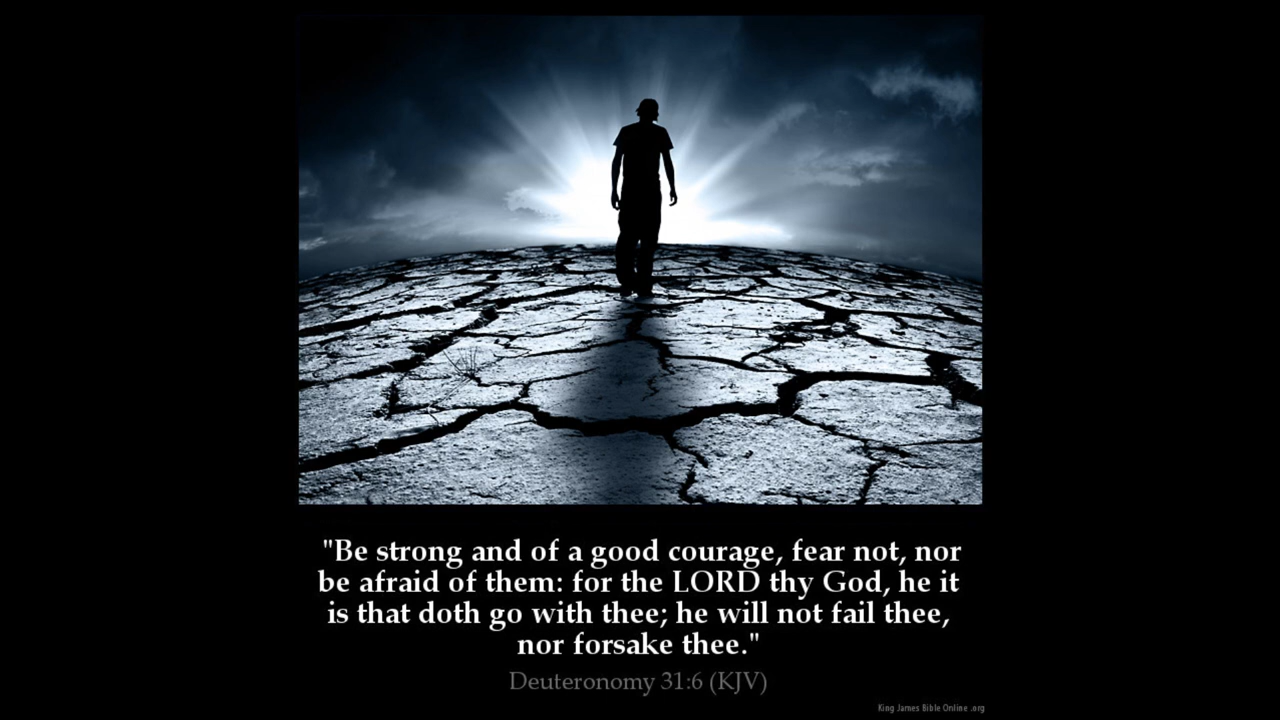 "Be strong and of a good courage, fear not, nor
be afraid of them: for the LORD thy God, he it
is that doth go with thee; he will not fail thee,
nor forsake thee."
Deuteronomy 31:6 (KJV)
King James Bible Online .org